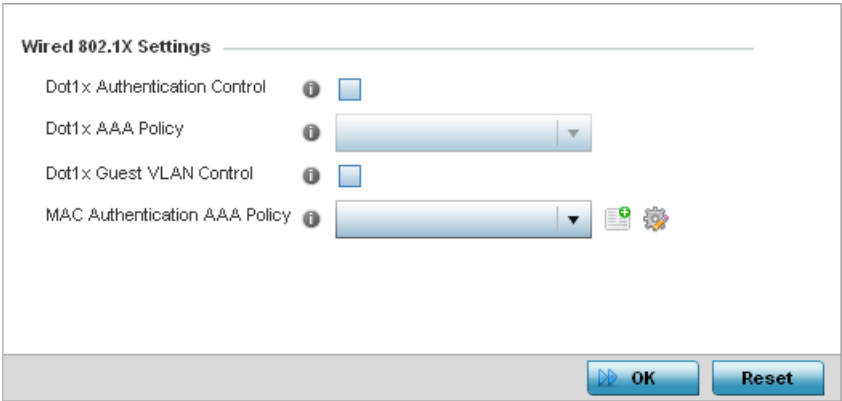 Wired 802.1X Settings
Dot1x Authentication Control
Dot1x AAA Policy
Dot1x Guest VLAN Control
MAC Authentication AAA Policy
OK
Reset